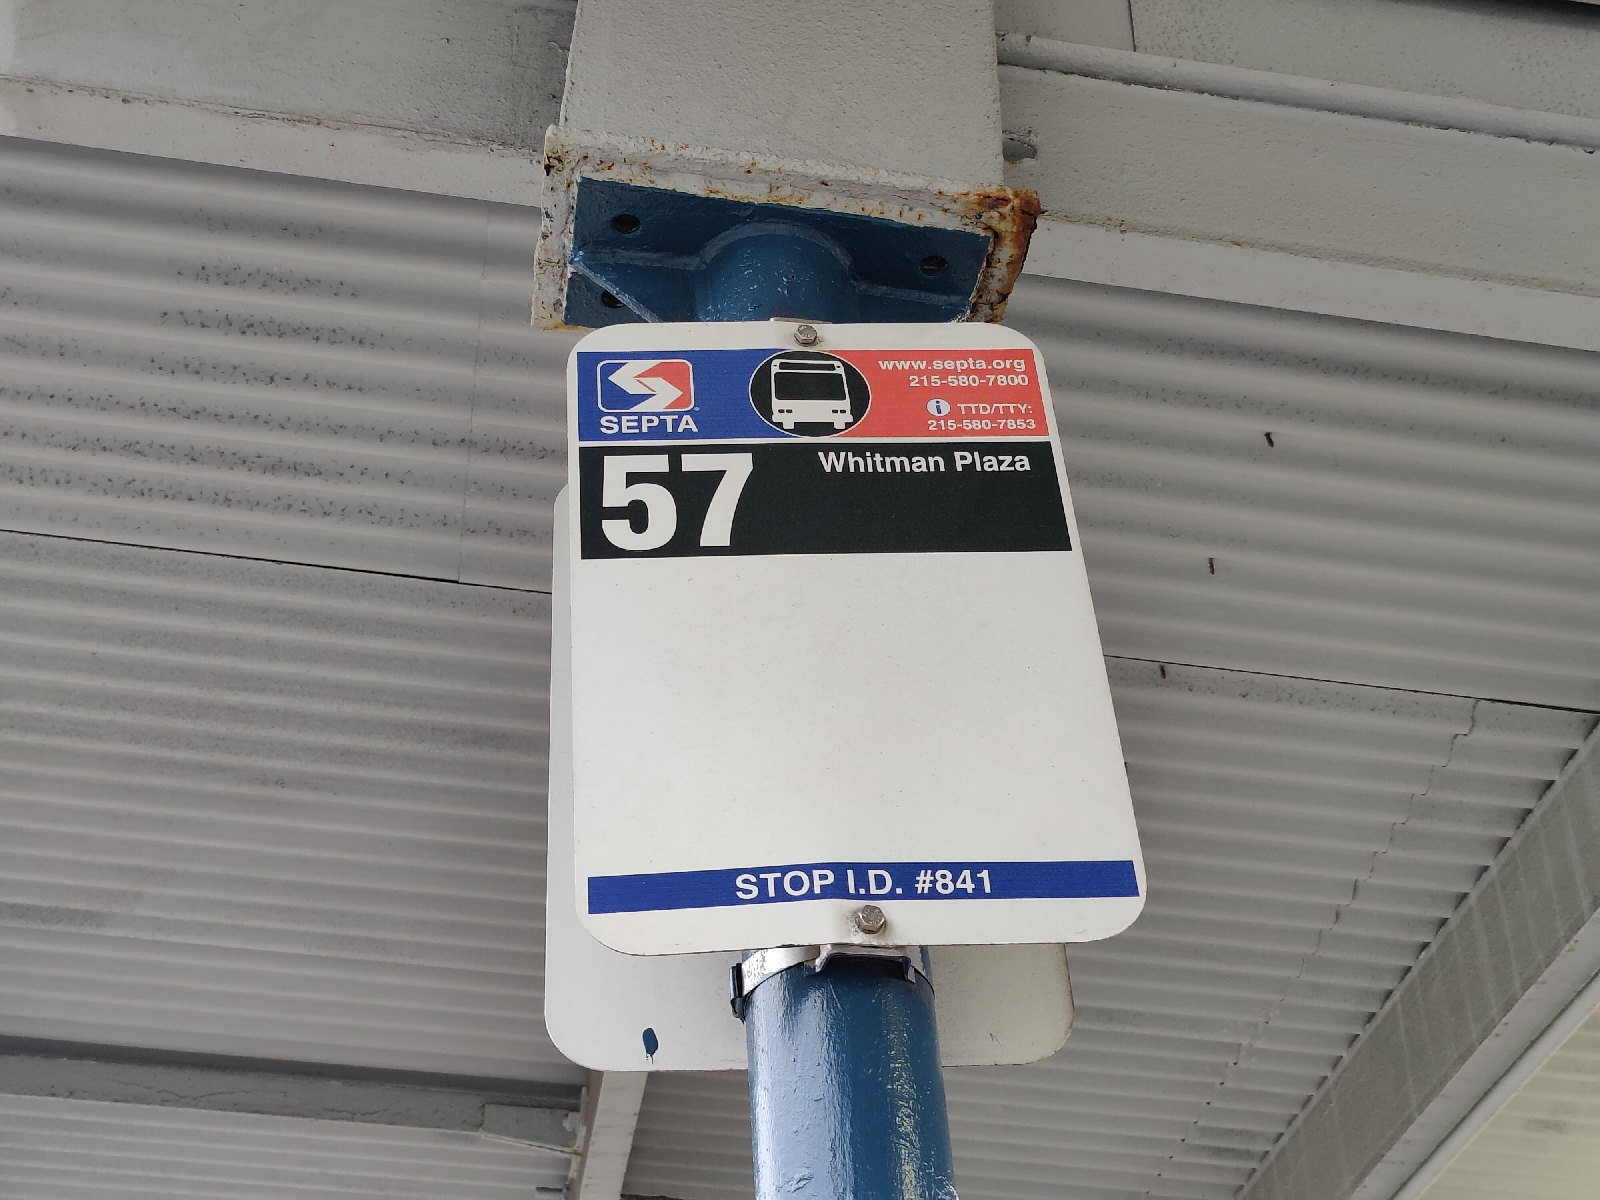 SEPTA
www.septa.org
215-580-7800
i TTD/TTY:
215-580-7853
57 Whitman Plaza
STOP I.D. #841